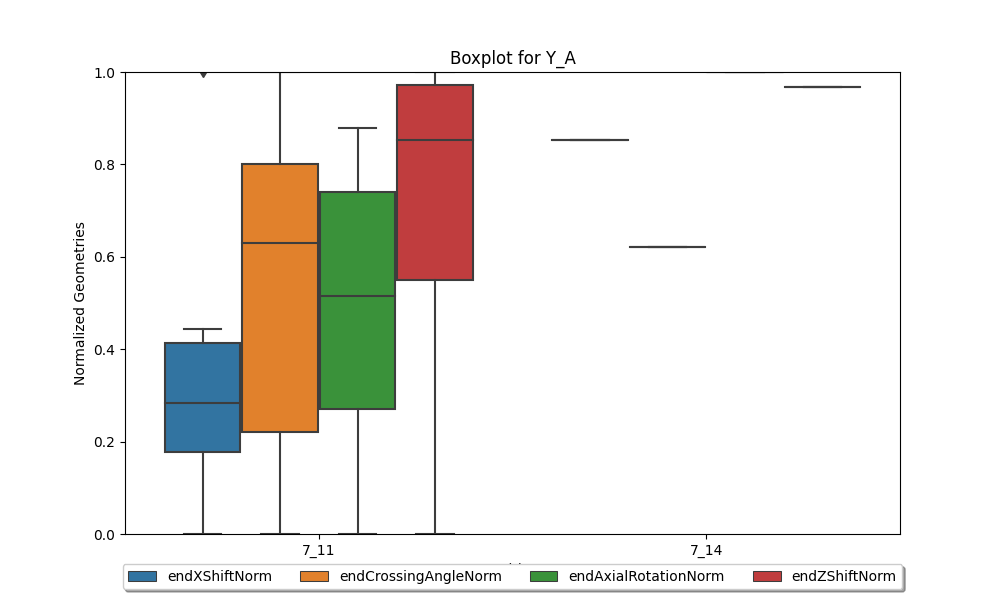 Boxplot for Y_A
1.0
0.8
0.6
0.4
0.2
0.0
Normalized Geometries
7_11
7_14
endXShiftNorm
endCrossingAngleNorm
endAxialRotationNorm
endZShiftNorm